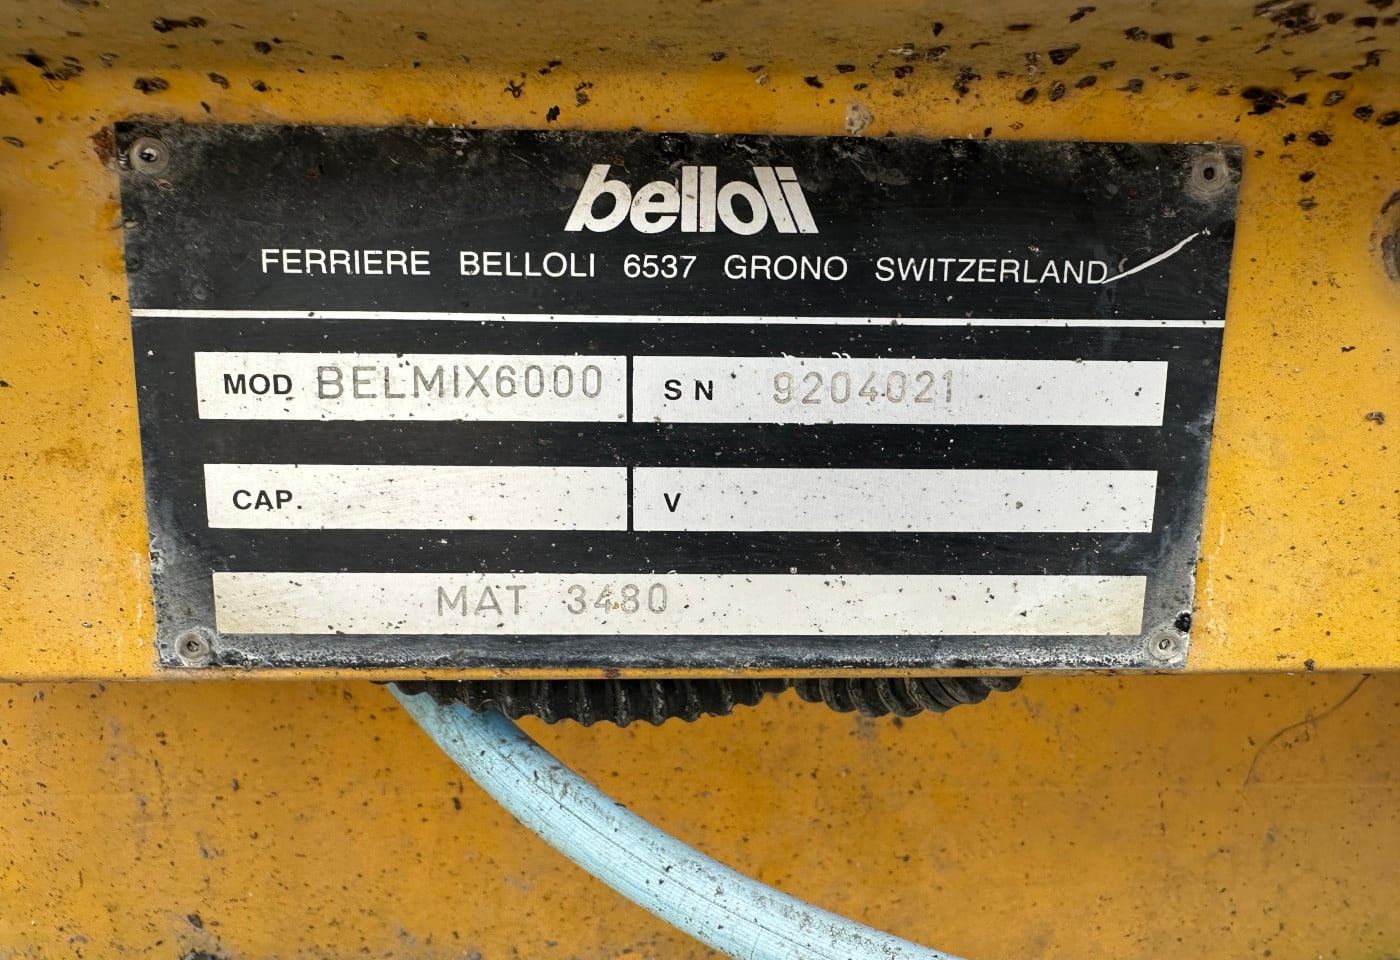 belloli
FERRIERE BELLOLI 6537 GRONO SWITZERLAND
MOD BELMIX6000 S N 9204021
CAP. V
MAT 3480